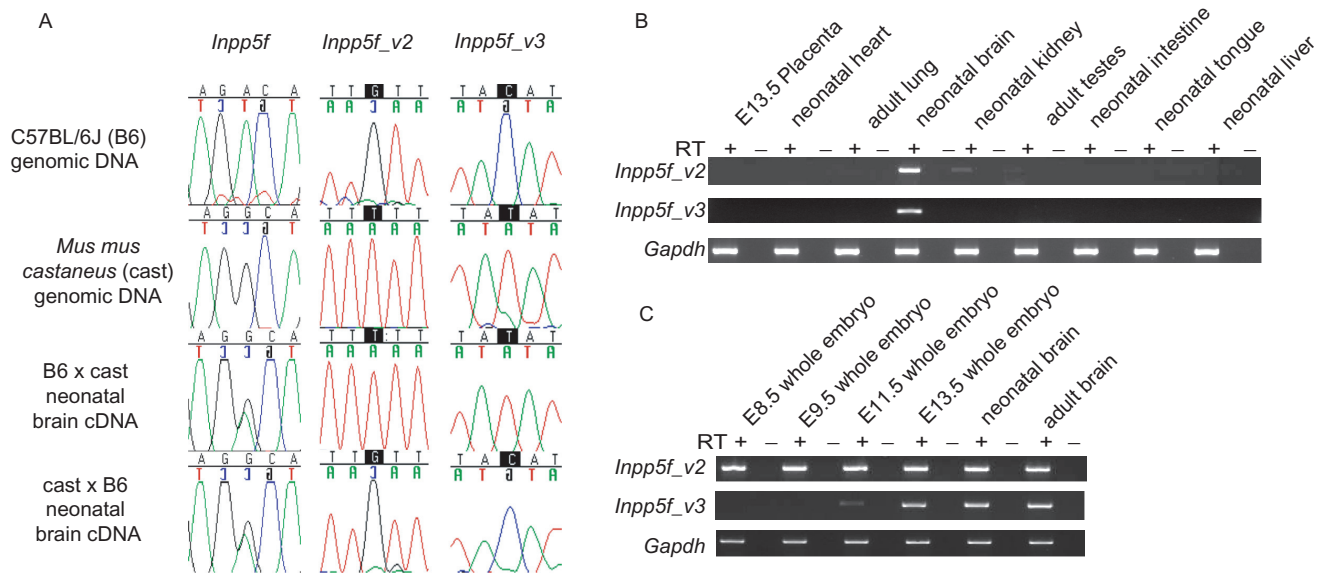 A
Inpp5f Inpp5f_v2 Inpp5f_v3
A G A C A T T G T T T A C A T
T C T G T A A C A A A T G T A
C57BL/6J (B6)
genomic DNA
A G G C A T T T T T T A T A T
T C C G T A A A A A A T A T A
Mus mus
castaneus (cast)
genomic DNA
A G G C A T T T T T T A T A T
T C C G T A A A A A A T A T A
B6 x cast
neonatal
brain cDNA
A G G C A T T G T T T A C A T
T C C G T A A C A A A T G T A
cast x B6
neonatal
brain cDNA
B
E13.5 Placenta
neonatal heart
adult lung
neonatal brain
neonatal kidney
adult testes
neonatal intestine
neonatal tongue
neonatal liver
RT + – + – + – + – + – + – + – + – + –
Inpp5f_v2
Inpp5f_v3
Gapdh
C
E8.5 whole embryo
E9.5 whole embryo
E11.5 whole embryo
E13.5 whole embryo
neonatal brain
adult brain
RT + – + – + – + – + – + –
Inpp5f_v2
Inpp5f_v3
Gapdh